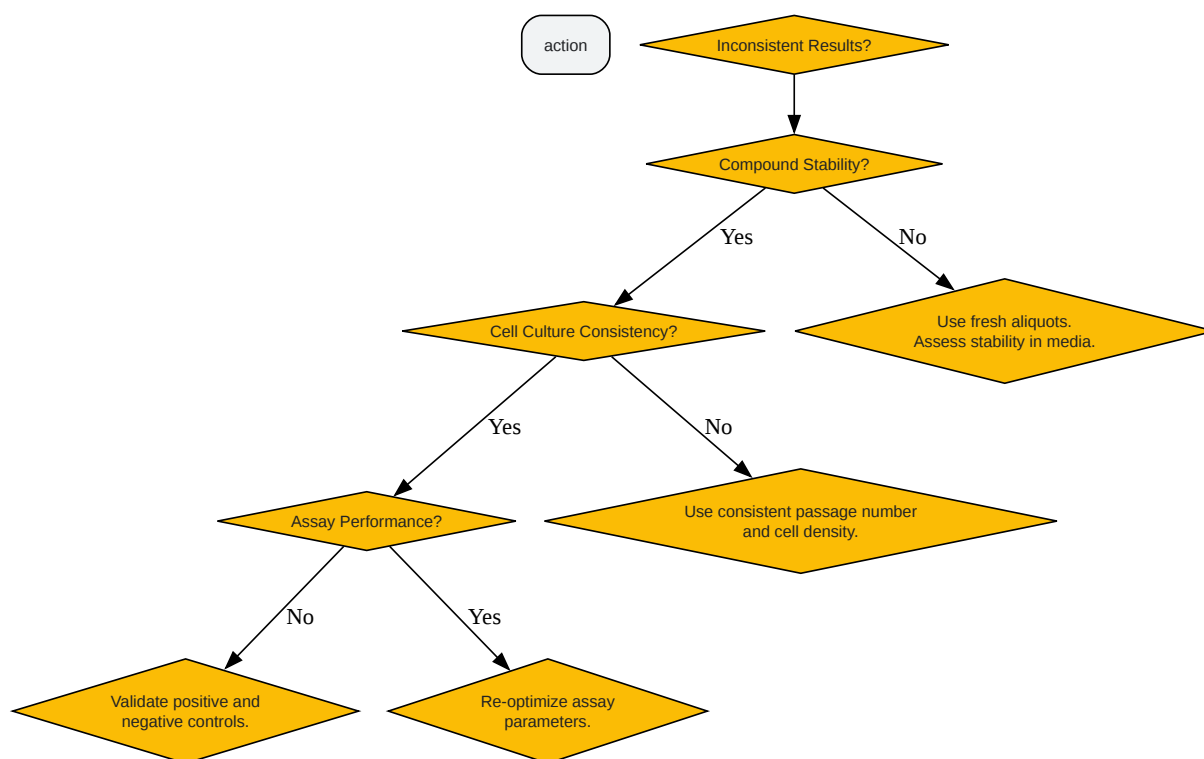 action
Inconsistent Results?
Compound Stability?
Yes
No
Cell Culture Consistency?
Use fresh aliquots.
Assess stability in media.
Yes
No
Assay Performance?
Use consistent passage number
and cell density.
No
Yes
Validate positive and
negative controls.
Re-optimize assay
parameters.